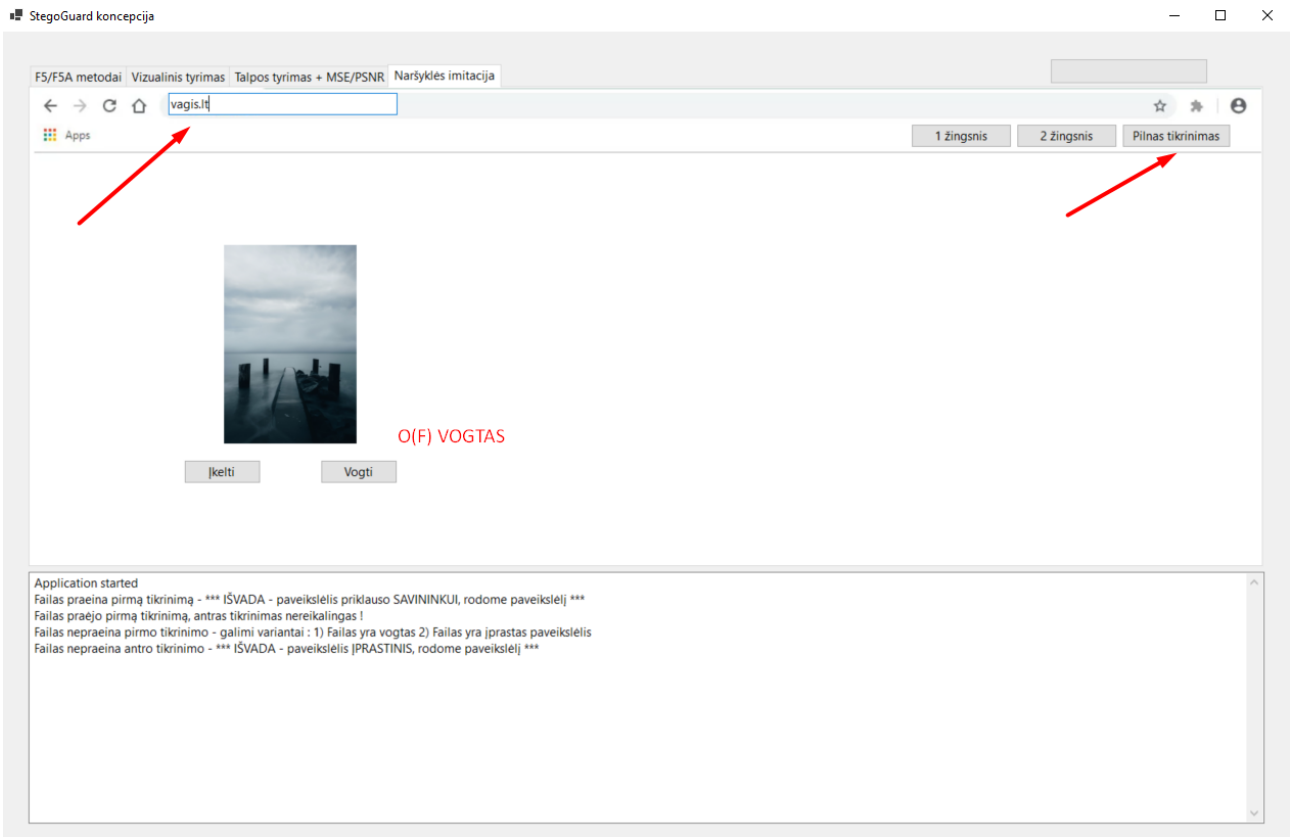 StegoGuard koncepcija
F5/F5A metodai Vizualinis tyrimas Talpos tyrimas + MSE/PSNR Naršyklės imitacija
vagis.lt
Apps 1 žingsnis 2 žingsnis Pilnas tikrinimas
O(F) VOGTAS
Įkelti Vogti
Application started
Failas praeina pirmą tikrinimą - *** IŠVADA - paveikslėlis priklauso SAVININKUI, rodome paveikslėlį ***
Failas praėjo pirmą tikrinimą, antras tikrinimas nereikalingas !
Failas nepraeina pirmo tikrinimo - galimi variantai : 1) Failas yra vogtas 2) Failas yra įprastas paveikslėlis
Failas nepraeina antro tikrinimo - *** IŠVADA - paveikslėlis ĮPRASTINIS, rodome paveikslėlį ***